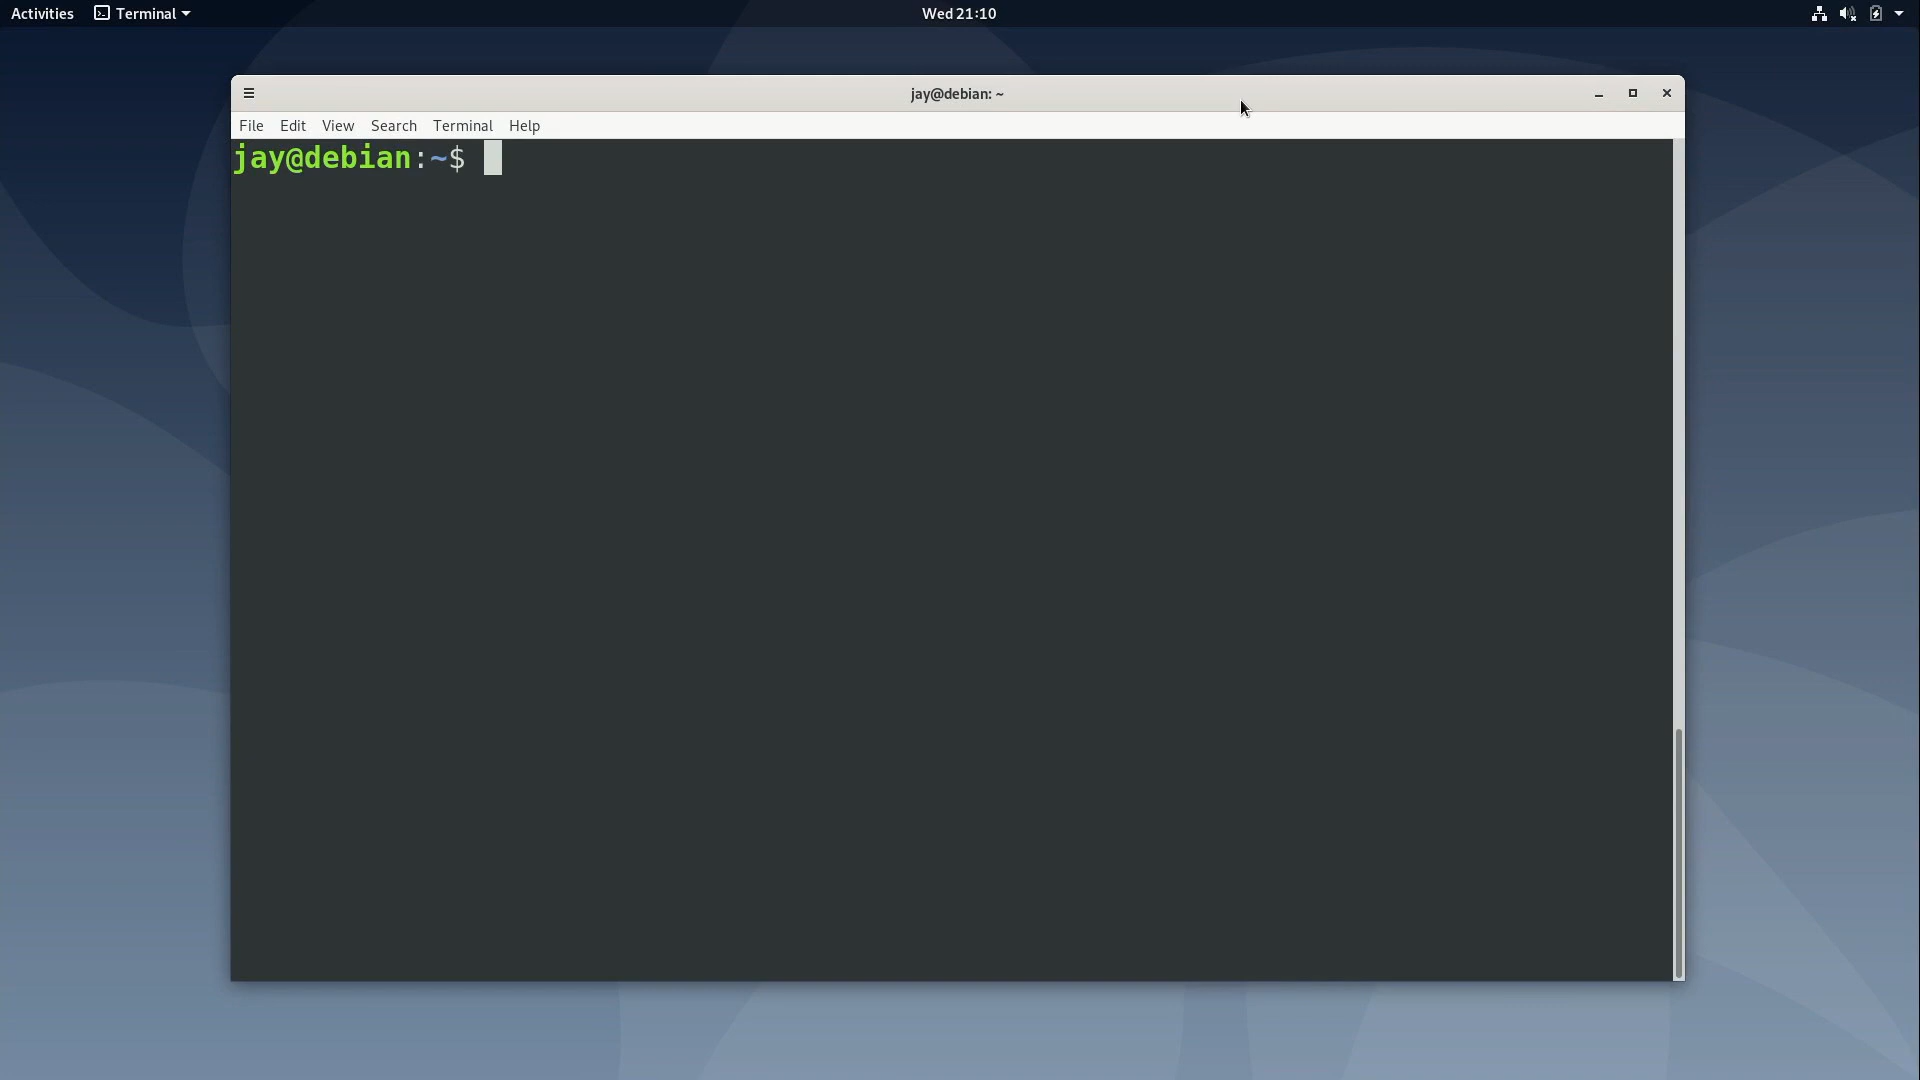 Activities Terminal Wed 21:10
jay@debian: ~
File Edit View Search Terminal Help
jay@debian:~$